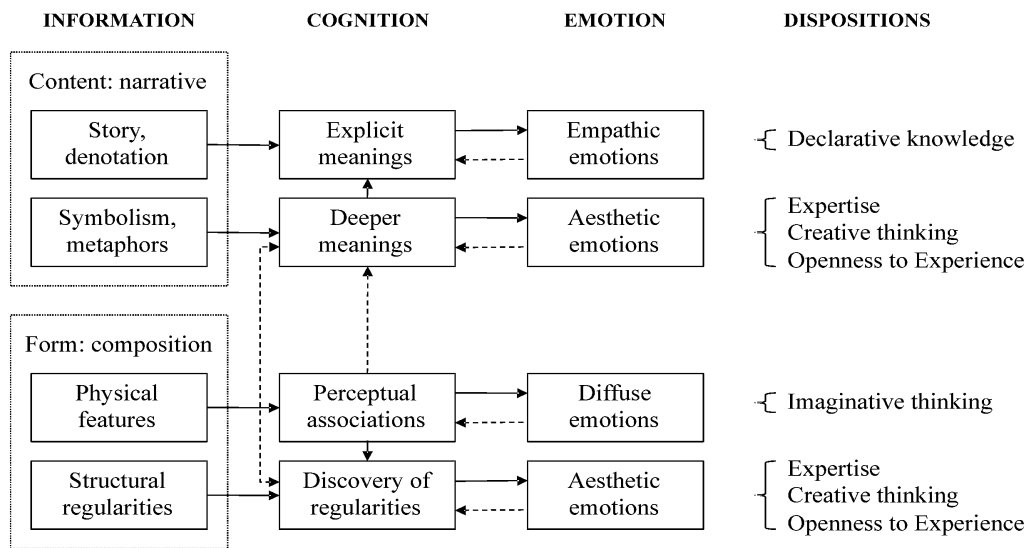 INFORMATION
COGNITION
EMOTION
DISPOSITIONS
Content: narrative
Story,
denotation
Explicit
meanings
Empathic
emotions
Declarative knowledge
Symbolism,
metaphors
Deeper
meanings
Aesthetic
emotions
Expertise
Creative thinking
Openness to Experience
Form: composition
Physical
features
Perceptual
associations
Diffuse
emotions
Imaginative thinking
Structural
regularities
Discovery of
regularities
Aesthetic
emotions
Expertise
Creative thinking
Openness to Experience